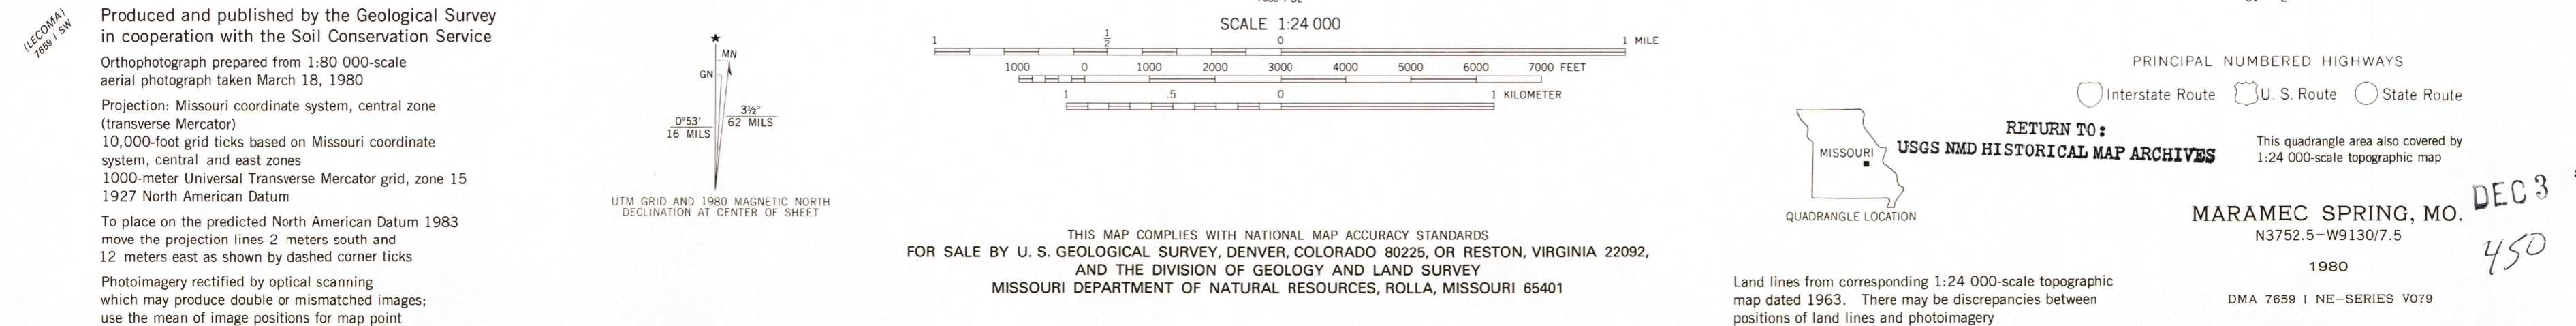 (LECOMA)
7659 I SW
Produced and published by the Geological Survey
in cooperation with the Soil Conservation Service
Orthophotograph prepared from 1:80 000-scale
aerial photograph taken March 18, 1980
Projection: Missouri coordinate system, central zone
(transverse Mercator)
10,000-foot grid ticks based on Missouri coordinate
system, central and east zones
1000-meter Universal Transverse Mercator grid, zone 15
1927 North American Datum
To place on the predicted North American Datum 1983
move the projection lines 2 meters south and
12 meters east as shown by dashed corner ticks
Photoimagery rectified by optical scanning
which may produce double or mismatched images;
use the mean of image positions for map point
★
MN
GN
0°53'
16 MILS
3½°
62 MILS
UTM GRID AND 1980 MAGNETIC NORTH
DECLINATION AT CENTER OF SHEET
SCALE 1:24 000
1 ½ 0 1 MILE
1000 0 1000 2000 3000 4000 5000 6000 7000 FEET
1 .5 0 1 KILOMETER
THIS MAP COMPLIES WITH NATIONAL MAP ACCURACY STANDARDS
FOR SALE BY U. S. GEOLOGICAL SURVEY, DENVER, COLORADO 80225, OR RESTON, VIRGINIA 22092,
AND THE DIVISION OF GEOLOGY AND LAND SURVEY
MISSOURI DEPARTMENT OF NATURAL RESOURCES, ROLLA, MISSOURI 65401
PRINCIPAL NUMBERED HIGHWAYS
Interstate Route U. S. Route State Route
MISSOURI
QUADRANGLE LOCATION
RETURN TO:
USGS NMD HISTORICAL MAP ARCHIVES
This quadrangle area also covered by
1:24 000-scale topographic map
Land lines from corresponding 1:24 000-scale topographic
map dated 1963. There may be discrepancies between
positions of land lines and photoimagery
MARAMEC SPRING, MO.
N3752.5-W9130/7.5
1980
DMA 7659 I NE-SERIES V079
DEC 3
450